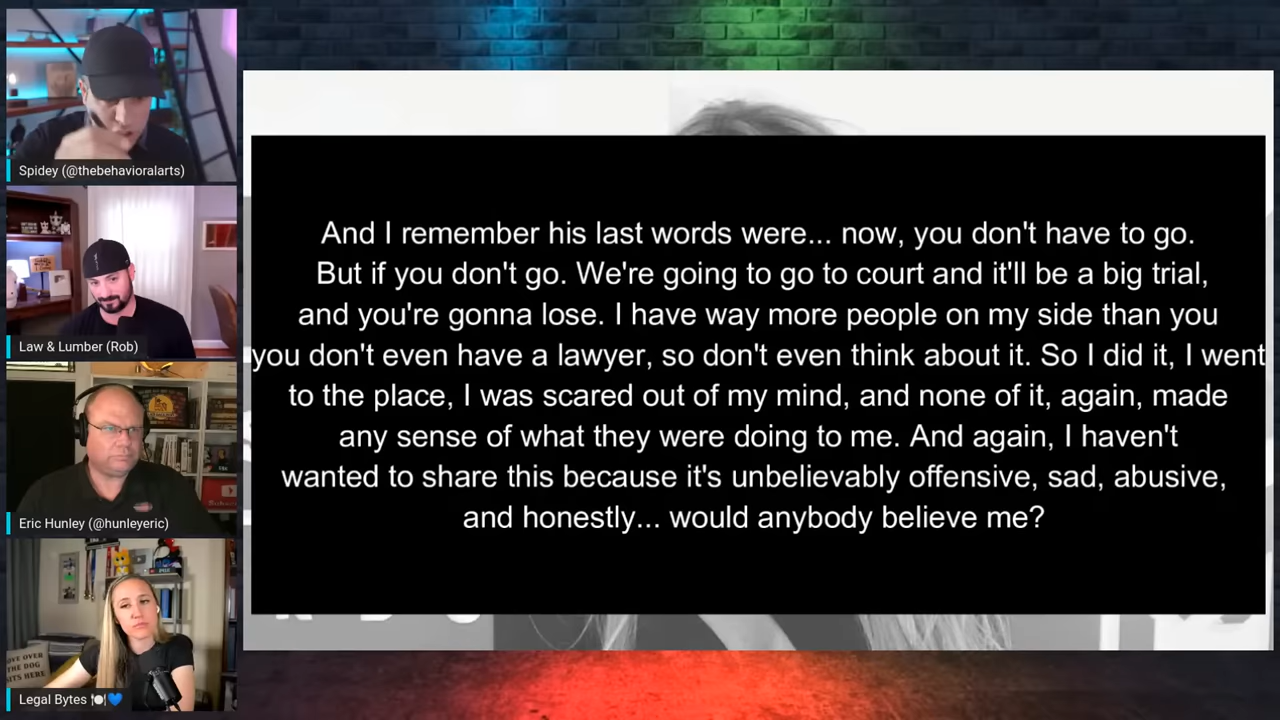 Spidey (@thebehavioralarts)
Law & Lumber (Rob)
Eric Hunley (@hunleyeric)
Legal Bytes 🍽️💙
And I remember his last words were... now, you don't have to go.
But if you don't go. We're going to go to court and it'll be a big trial,
and you're gonna lose. I have way more people on my side than you
you don't even have a lawyer, so don't even think about it. So I did it, I went
to the place, I was scared out of my mind, and none of it, again, made
any sense of what they were doing to me. And again, I haven't
wanted to share this because it's unbelievably offensive, sad, abusive,
and honestly... would anybody believe me?